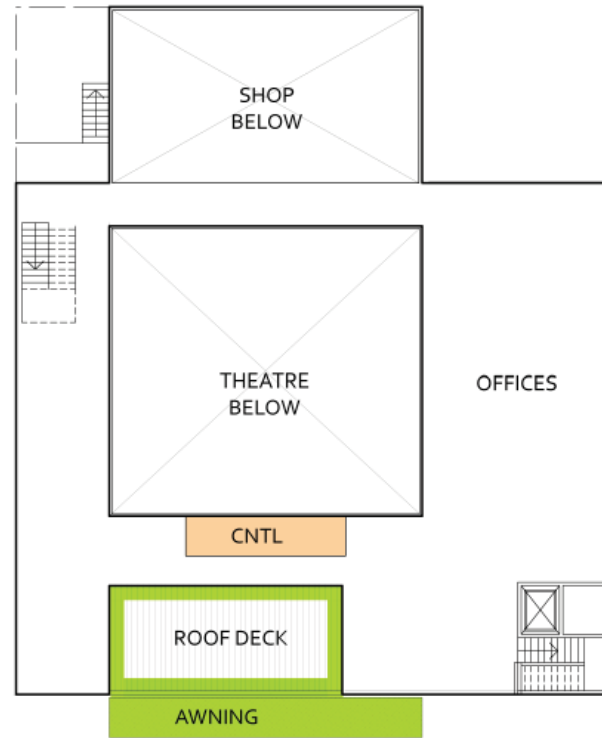 SHOP
BELOW
THEATRE
BELOW
OFFICES
CNTL
ROOF DECK
AWNING